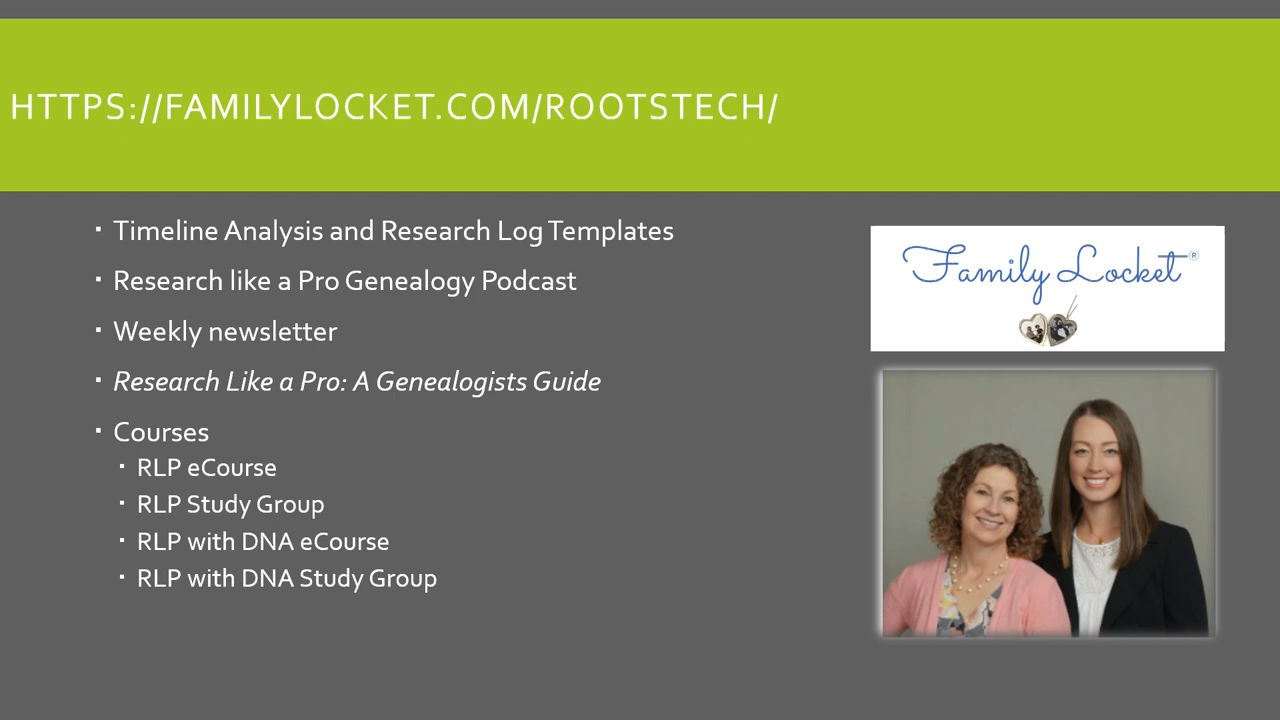 HTTPS://FAMILYLOCKET.COM/ROOTSTECH/
▪ Timeline Analysis and Research Log Templates
▪ Research like a Pro Genealogy Podcast
▪ Weekly newsletter
▪ Research Like a Pro: A Genealogists Guide
▪ Courses
▪ RLP eCourse
▪ RLP Study Group
▪ RLP with DNA eCourse
▪ RLP with DNA Study Group
Family Locket®